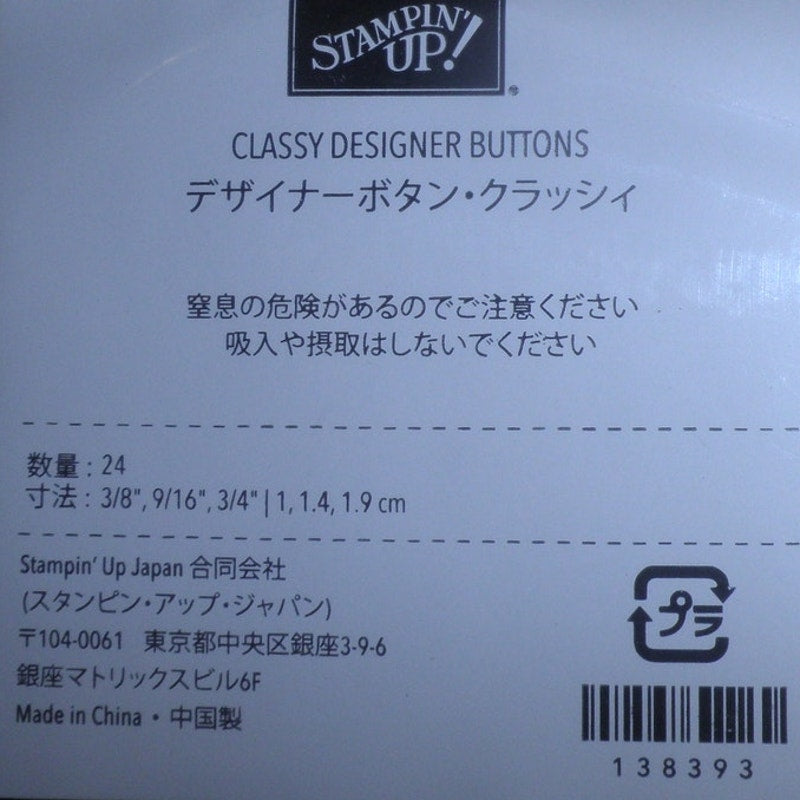 STAMPIN' UP!®
CLASSY DESIGNER BUTTONS
デザイナーボタン・クラッシィ
窒息の危険があるのでご注意ください
吸入や摂取はしないでください
数量 : 24
寸法 : 3/8", 9/16", 3/4" | 1, 1.4, 1.9 cm
Stampin' Up Japan 合同会社
(スタンピン・アップ・ジャパン)
〒104-0061 東京都中央区銀座3-9-6
銀座マトリックスビル6F
Made in China・中国製
プラ
138393